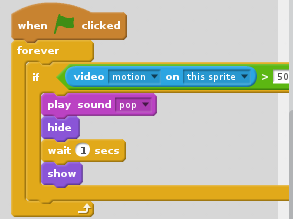 when clicked
forever
if video motion on this sprite > 50
play sound pop
hide
wait 1 secs
show